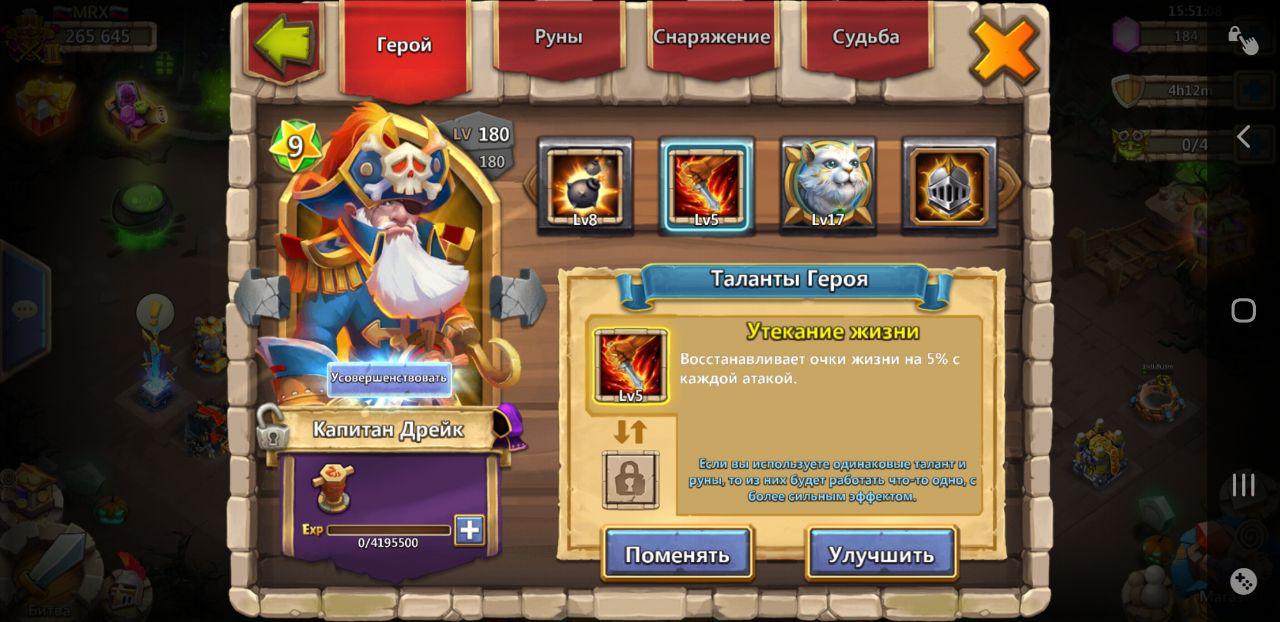 MRX
265 645
Герой
Руны
Снаряжение
Судьба
15:51:08
184
4h12m
0/4
9
LV 180
180
Lv8
Lv5
Lv17
Таланты Героя
Утекание жизни
Восстанавливает очки жизни на 5% с
каждой атакой.
Lv5
Если вы используете одинаковые талант и
руны, то из них будет работать что-то одно, с
более сильным эффектом.
Усовершенствовать
Капитан Дрейк
Exp
0/4195500
Поменять
Улучшить
Битва